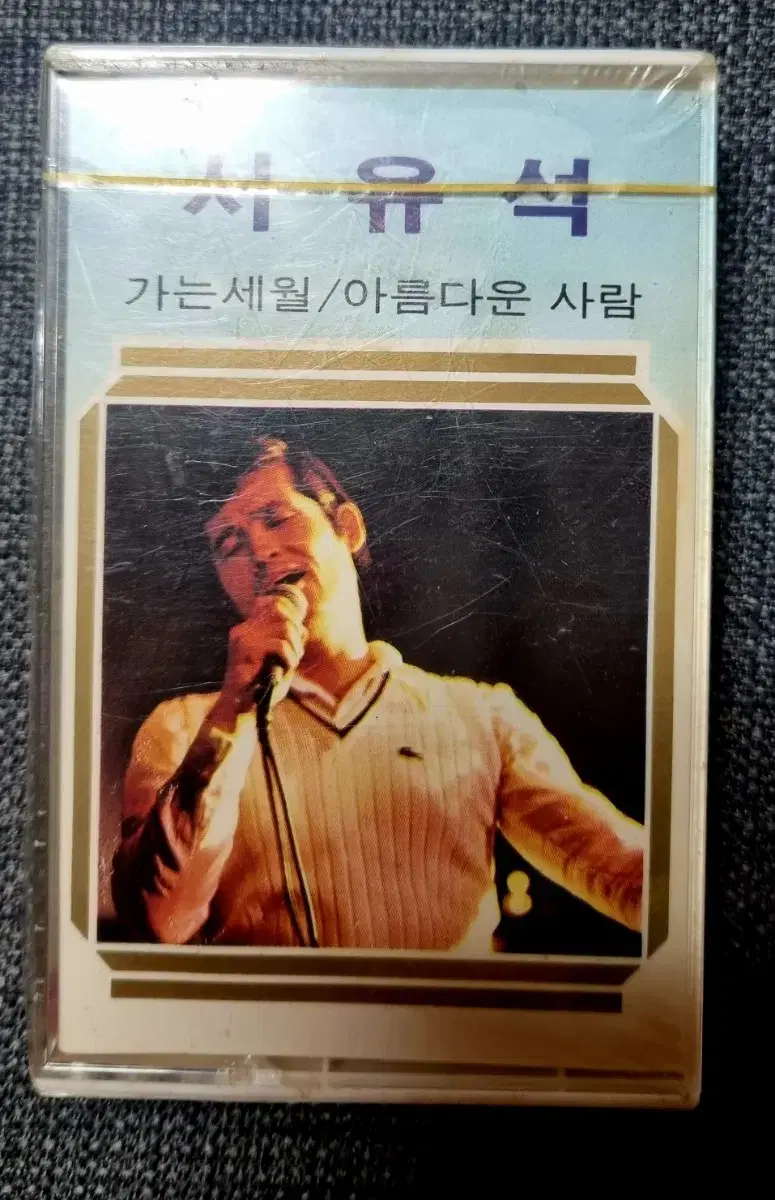 서 유 석
가는세월/아름다운 사람